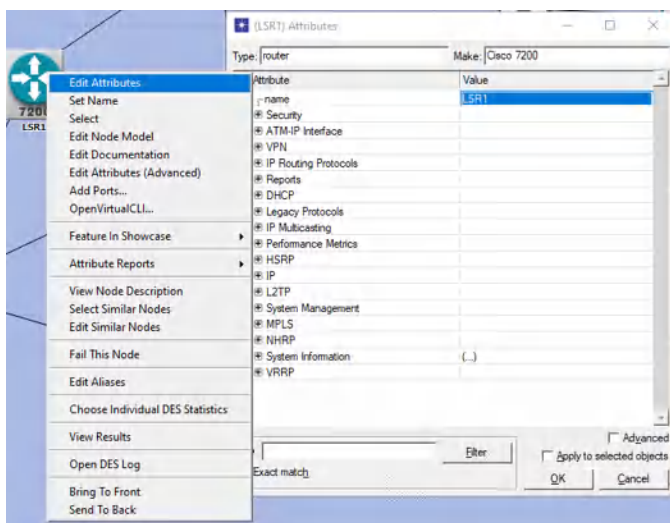 7200
LSR1
Edit Attributes
Set Name
Select
Edit Node Model
Edit Documentation
Edit Attributes (Advanced)
Add Ports...
OpenVirtualCLI...
Feature In Showcase
Attribute Reports
View Node Description
Select Similar Nodes
Edit Similar Nodes
Fail This Node
Edit Aliases
Choose Individual DES Statistics
View Results
Open DES Log
Bring To Front
Send To Back
(LSR1) Attributes
Type: router Make: Cisco 7200
Attribute Value
name LSR1
Security
ATM-IP Interface
VPN
IP Routing Protocols
Reports
DHCP
Legacy Protocols
IP Multicasting
Performance Metrics
HSRP
IP
L2TP
System Management
MPLS
NHRP
System Information (...)
VRRP
Advanced
Filter Apply to selected objects
Exact match
OK Cancel